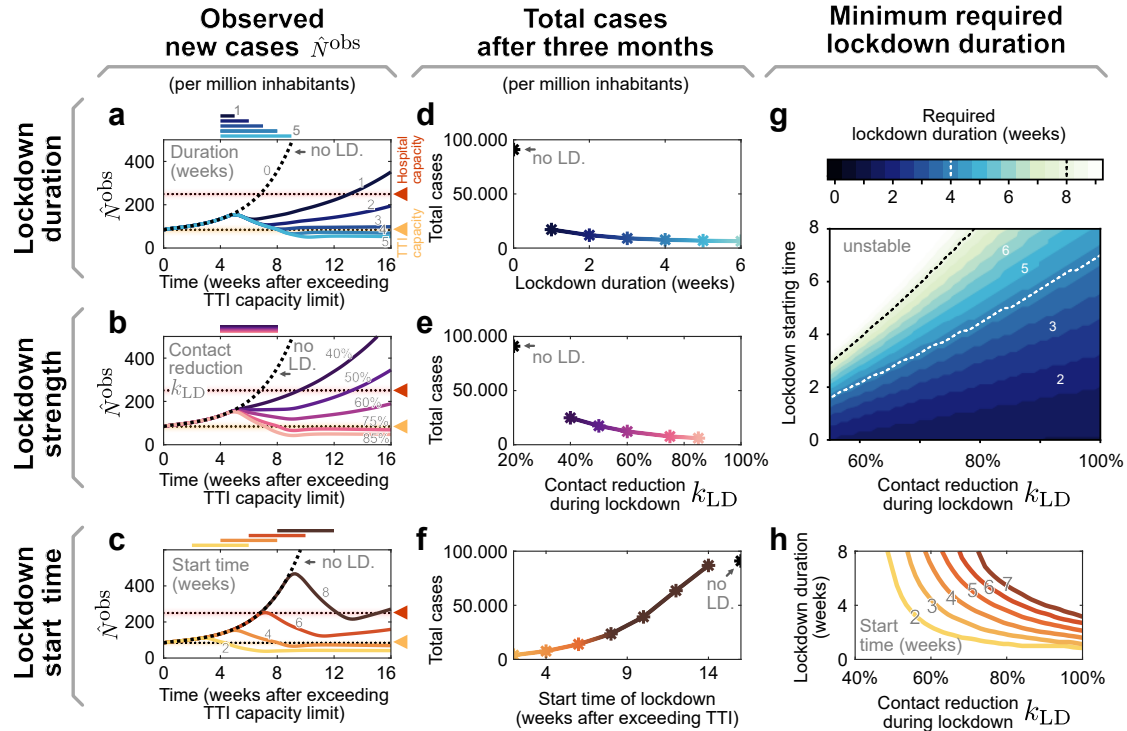 Observed
new cases N̂ᵒᵇˢ
Total cases
after three months
Minimum required
lockdown duration
(per million inhabitants)
(per million inhabitants)
Lockdown
duration
a
1
5
400
200
0
N̂ᵒᵇˢ
Duration
(weeks)
0
no LD.
1
2
3
4
5
Hospital
capacity
TTI
capacity
0 4 8 12 16
Time (weeks after exceeding
TTI capacity limit)
d
100.000
50.000
0
Total cases
no LD.
0 2 4 6
Lockdown duration (weeks)
g
Required
lockdown duration (weeks)
0 2 4 6 8
8
6
4
2
0
Lockdown starting time
unstable
6
5
3
2
60% 80% 100%
Contact reduction
during lockdown k_LD
Lockdown
strength
b
400
200
0
N̂ᵒᵇˢ
Contact
reduction
k_LD
no
LD.
40%
50%
60%
75%
85%
0 4 8 12 16
Time (weeks after exceeding
TTI capacity limit)
e
100.000
50.000
0
Total cases
no LD.
20% 40% 60% 80% 100%
Contact reduction
during lockdown k_LD
Lockdown
start time
c
400
200
0
N̂ᵒᵇˢ
Start time
(weeks)
no LD.
8
6
4
2
0 4 8 12 16
Time (weeks after exceeding
TTI capacity limit)
f
100.000
50.000
0
Total cases
no
LD.
4 9 14
Start time of lockdown
(weeks after exceeding TTI)
h
8
4
0
Lockdown duration
(weeks)
2 3 4 5 6 7
Start
time (weeks)
40% 60% 80% 100%
Contact reduction
during lockdown k_LD